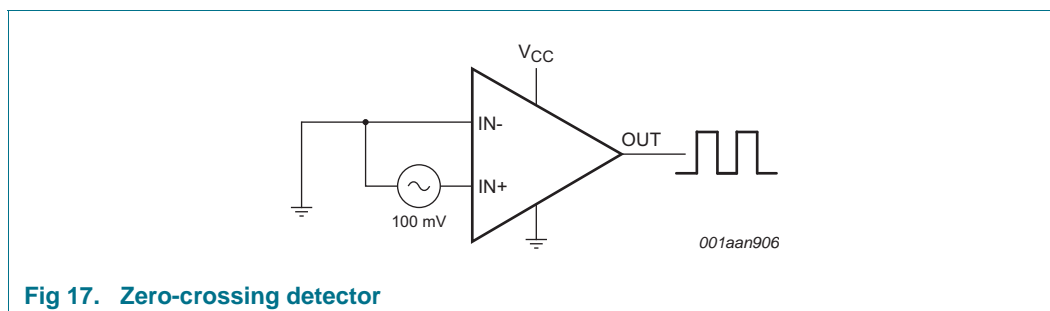 VCC
IN-
OUT
IN+
100 mV
001aan906
Fig 17. Zero-crossing detector